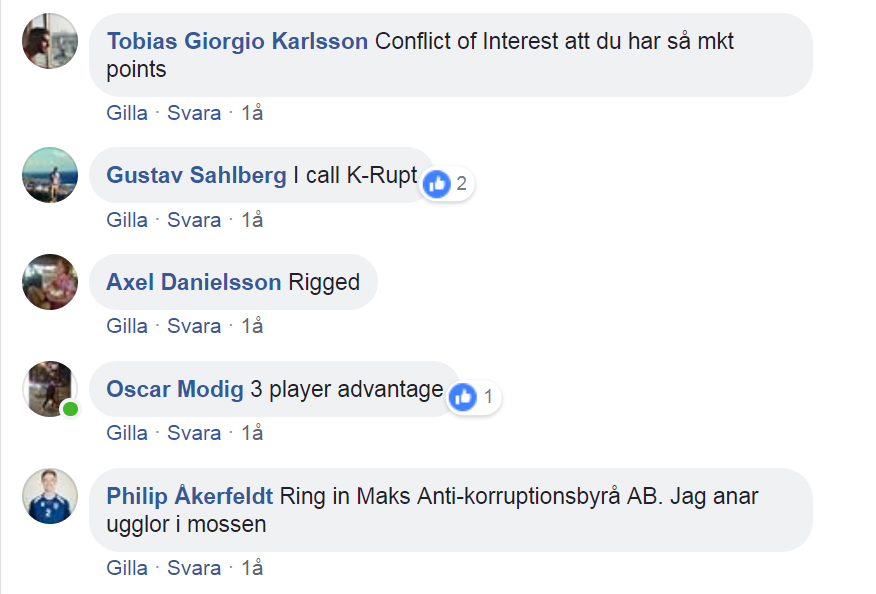 Tobias Giorgio Karlsson Conflict of Interest att du har så mkt
points
Gilla · Svara · 1å
Gustav Sahlberg I call K-Rupt 2
Gilla · Svara · 1å
Axel Danielsson Rigged
Gilla · Svara · 1å
Oscar Modig 3 player advantage 1
Gilla · Svara · 1å
Philip Åkerfeldt Ring in Maks Anti-korruptionsbyrå AB. Jag anar
ugglor i mossen
Gilla · Svara · 1å